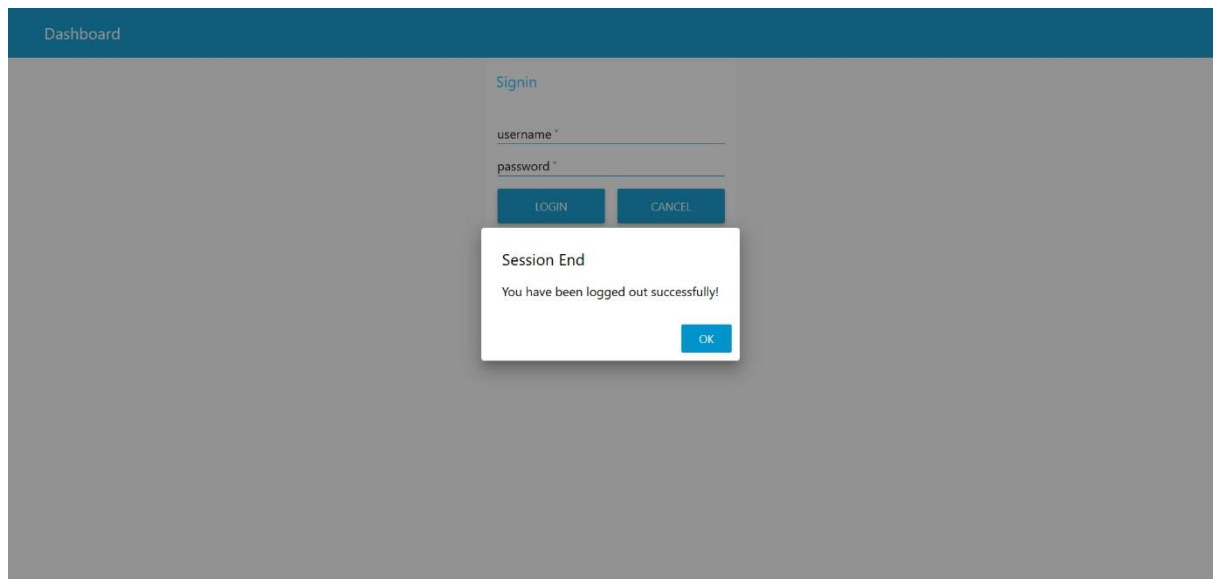 Dashboard
Signin
username *
password *
LOGIN CANCEL
Session End
You have been logged out successfully!
OK